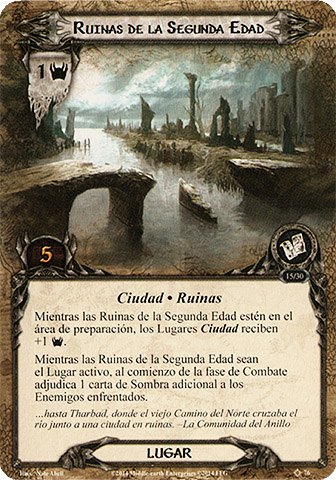 Ruinas de la Segunda Edad
1
5
15/30
Ciudad • Ruinas
Mientras las Ruinas de la Segunda Edad estén en el
área de preparación, los Lugares Ciudad reciben
+1
Mientras las Ruinas de la Segunda Edad sean
el Lugar activo, al comienzo de la fase de Combate
adjudica 1 carta de Sombra adicional a los
Enemigos enfrentados.
...hasta Tharbad, donde el viejo Camino del Norte cruzaba el
río junto a una ciudad en ruinas. –La Comunidad del Anillo
LUGAR